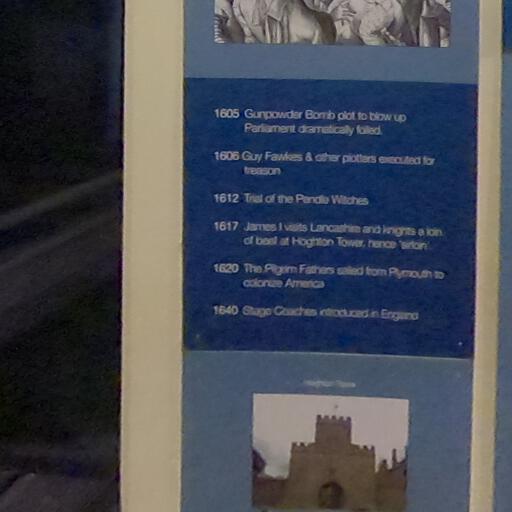 1605 Gunpowder Bomb plot to blow up
Parliament dramatically foiled.
1606 Guy Fawkes & other plotters executed for
treason
1612 Trial of the Pendle Witches
1617 James I visits Lancashire and knights a loin
of beef at Hoghton Tower, hence 'sirloin'.
1620 The Pilgrim Fathers sailed from Plymouth to
colonize America
1640 Stage Coaches introduced in England
Hoghton Tower